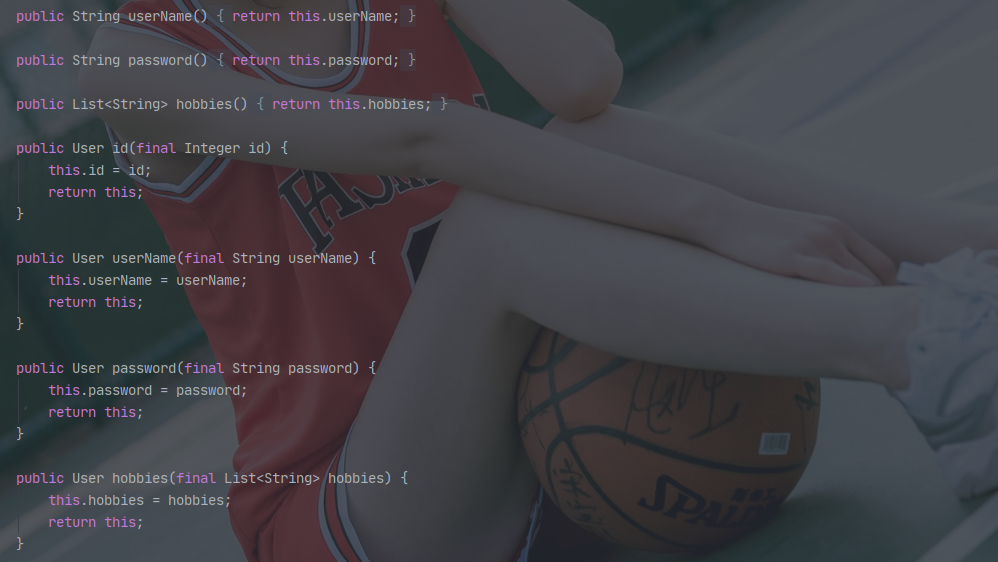 public String userName() { return this.userName; }
public String password() { return this.password; }
public List<String> hobbies() { return this.hobbies; }
public User id(final Integer id) {
    this.id = id;
    return this;
}
public User userName(final String userName) {
    this.userName = userName;
    return this;
}
public User password(final String password) {
    this.password = password;
    return this;
}
public User hobbies(final List<String> hobbies) {
    this.hobbies = hobbies;
    return this;
}
SPALDING